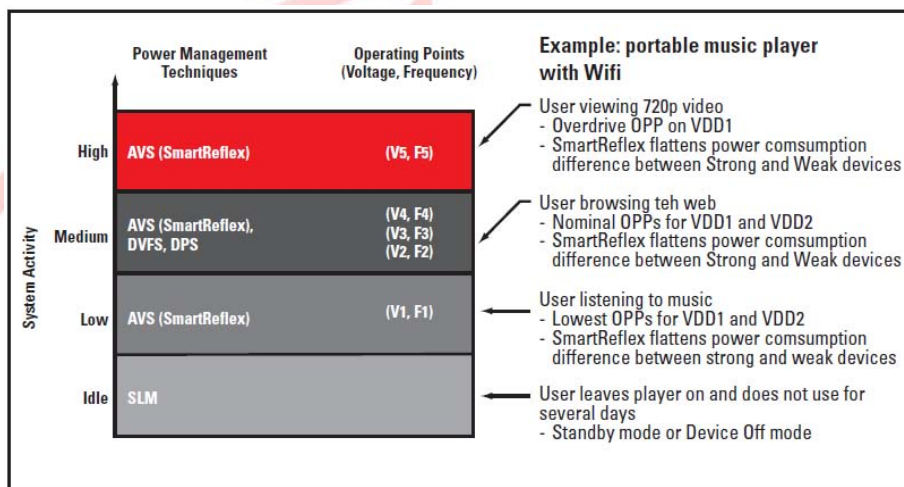 Power Management
Techniques
Operating Points
(Voltage, Frequency)
Example: portable music player
with Wifi
System Activity
High
AVS (SmartReflex)
(V5, F5)
User viewing 720p video
- Overdrive OPP on VDD1
- SmartReflex flattens power comsumption
difference between Strong and Weak devices
Medium
AVS (SmartReflex),
DVFS, DPS
(V4, F4)
(V3, F3)
(V2, F2)
User browsing teh web
- Nominal OPPs for VDD1 and VDD2
- SmartReflex flattens power comsumption
difference between Strong and Weak devices
Low
AVS (SmartReflex)
(V1, F1)
User listening to music
- Lowest OPPs for VDD1 and VDD2
- SmartReflex flattens power comsumption
difference between strong and weak devices
Idle
SLM
User leaves player on and does not use for
several days
- Standby mode or Device Off mode